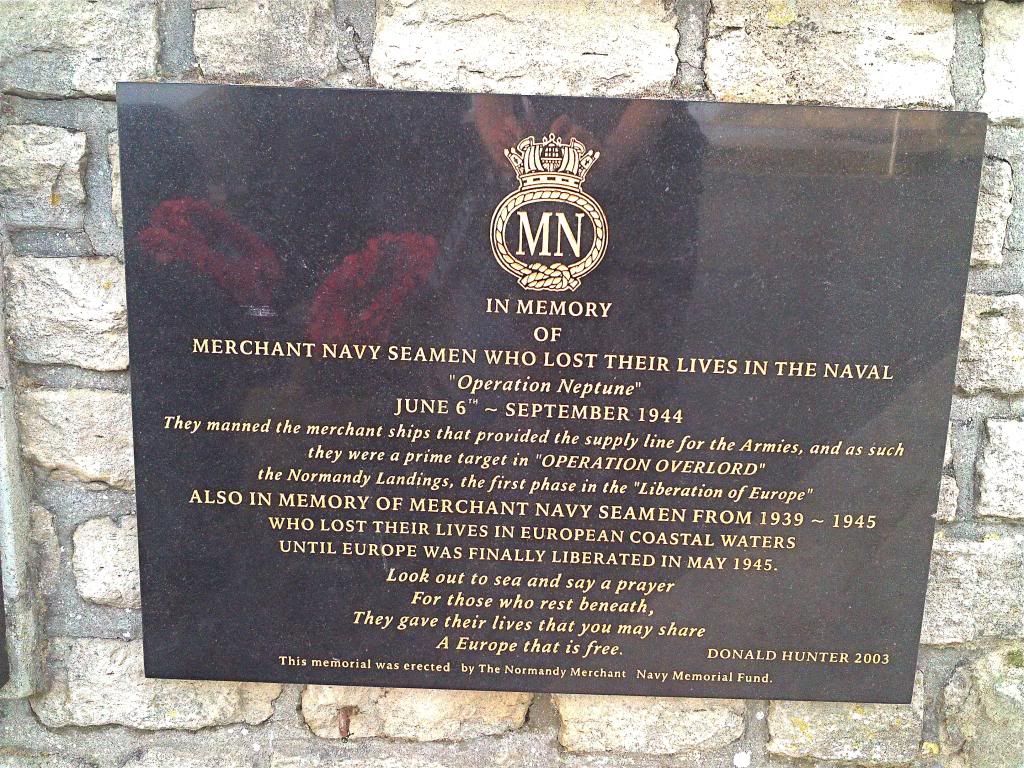 MN
IN MEMORY
OF
MERCHANT NAVY SEAMEN WHO LOST THEIR LIVES IN THE NAVAL
"Operation Neptune"
JUNE 6TH ~ SEPTEMBER 1944
They manned the merchant ships that provided the supply line for the Armies, and as such
they were a prime target in "OPERATION OVERLORD"
the Normandy Landings, the first phase in the "Liberation of Europe"
ALSO IN MEMORY OF MERCHANT NAVY SEAMEN FROM 1939 ~ 1945
WHO LOST THEIR LIVES IN EUROPEAN COASTAL WATERS
UNTIL EUROPE WAS FINALLY LIBERATED IN MAY 1945.
Look out to sea and say a prayer
For those who rest beneath,
They gave their lives that you may share
A Europe that is free.
DONALD HUNTER 2003
This memorial was erected by The Normandy Merchant Navy Memorial Fund.